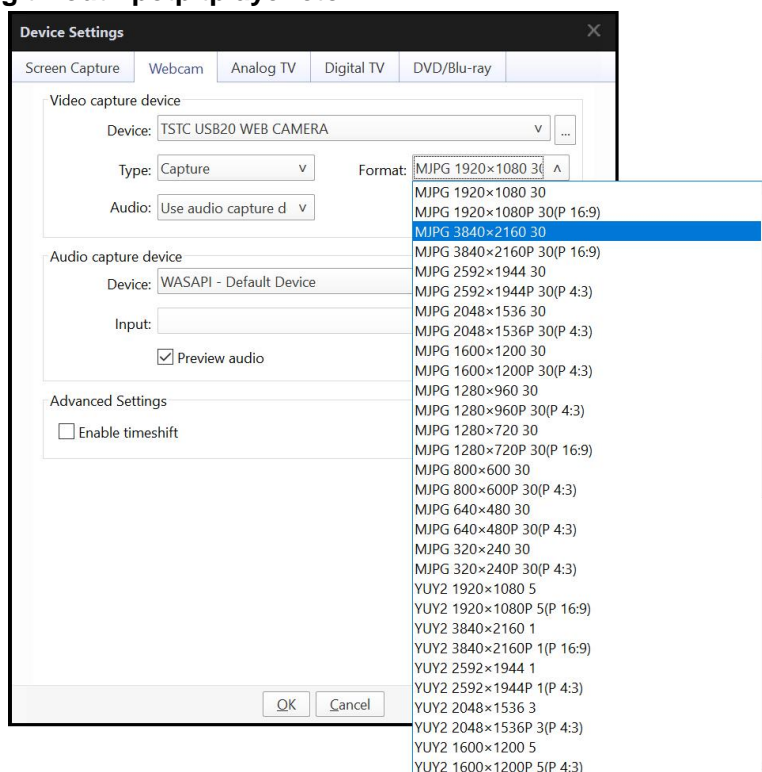 Device Settings
Screen Capture Webcam Analog TV Digital TV DVD/Blu-ray
Video capture device
Device: TSTC USB20 WEB CAMERA ...
Type: Capture Format: MJPG 1920×1080 30
Audio: Use audio capture d
Audio capture device
Device: WASAPI - Default Device
Input:
Preview audio
Advanced Settings
Enable timeshift
OK Cancel
MJPG 1920×1080 30
MJPG 1920×1080P 30(P 16:9)
MJPG 3840×2160 30
MJPG 3840×2160P 30(P 16:9)
MJPG 2592×1944 30
MJPG 2592×1944P 30(P 4:3)
MJPG 2048×1536 30
MJPG 2048×1536P 30(P 4:3)
MJPG 1600×1200 30
MJPG 1600×1200P 30(P 4:3)
MJPG 1280×960 30
MJPG 1280×960P 30(P 4:3)
MJPG 1280×720 30
MJPG 1280×720P 30(P 16:9)
MJPG 800×600 30
MJPG 800×600P 30(P 4:3)
MJPG 640×480 30
MJPG 640×480P 30(P 4:3)
MJPG 320×240 30
MJPG 320×240P 30(P 4:3)
YUY2 1920×1080 5
YUY2 1920×1080P 5(P 16:9)
YUY2 3840×2160 1
YUY2 3840×2160P 1(P 16:9)
YUY2 2592×1944 1
YUY2 2592×1944P 1(P 4:3)
YUY2 2048×1536 3
YUY2 2048×1536P 3(P 4:3)
YUY2 1600×1200 5
YUY2 1600×1200P 5(P 4:3)